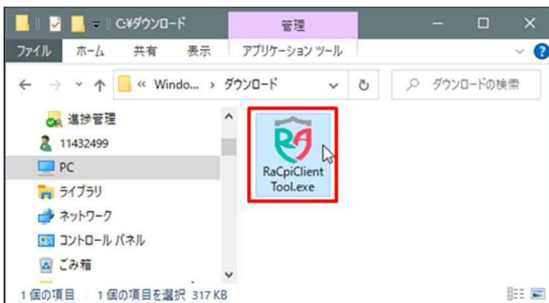 C:¥ダウンロード
管理
ファイル ホーム 共有 表示 アプリケーション ツール
« Windo... › ダウンロード
ダウンロードの検索
進捗管理
11432499
PC
ライブラリ
ネットワーク
コントロール パネル
ごみ箱
RaCpiClient
Tool.exe
1 個の項目 1 個の項目を選択 317 KB